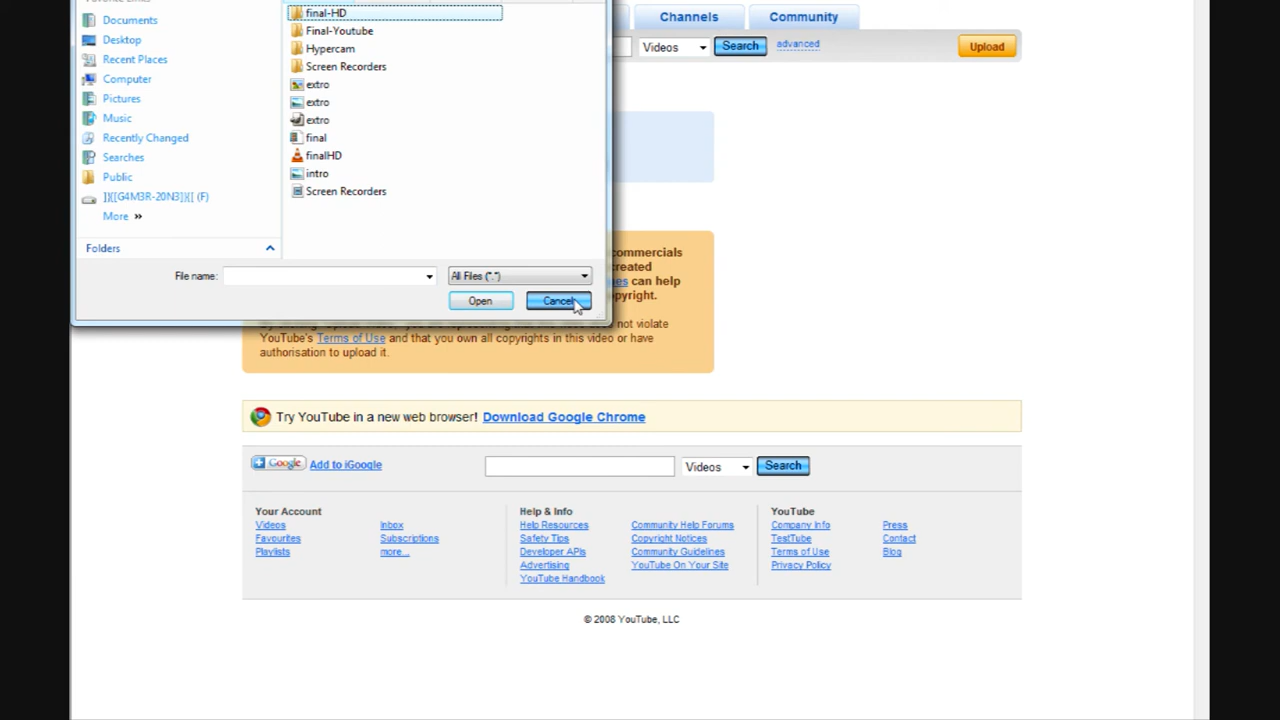 Documents
Desktop
Recent Places
Computer
Pictures
Music
Recently Changed
Searches
Public
]}{[G4M3R-20N3]}{[ (F)
More »
Folders
final-HD
Final-Youtube
Hypercam
Screen Recorders
extro
extro
extro
final
finalHD
intro
Screen Recorders
File name:
All Files (*.*)
Open
Cancel
Channels
Community
Videos
Search
advanced
Upload
commercials
created
can help
copyright.
not violate
YouTube's Terms of Use and that you own all copyrights in this video or have
authorisation to upload it.
Try YouTube in a new web browser! Download Google Chrome
Google
Add to iGoogle
Videos
Search
Your Account
Videos
Favourites
Playlists
Inbox
Subscriptions
more...
Help & Info
Help Resources
Safety Tips
Developer APIs
Advertising
YouTube Handbook
Community Help Forums
Copyright Notices
Community Guidelines
YouTube On Your Site
YouTube
Company Info
TestTube
Terms of Use
Privacy Policy
Press
Contact
Blog
© 2008 YouTube, LLC